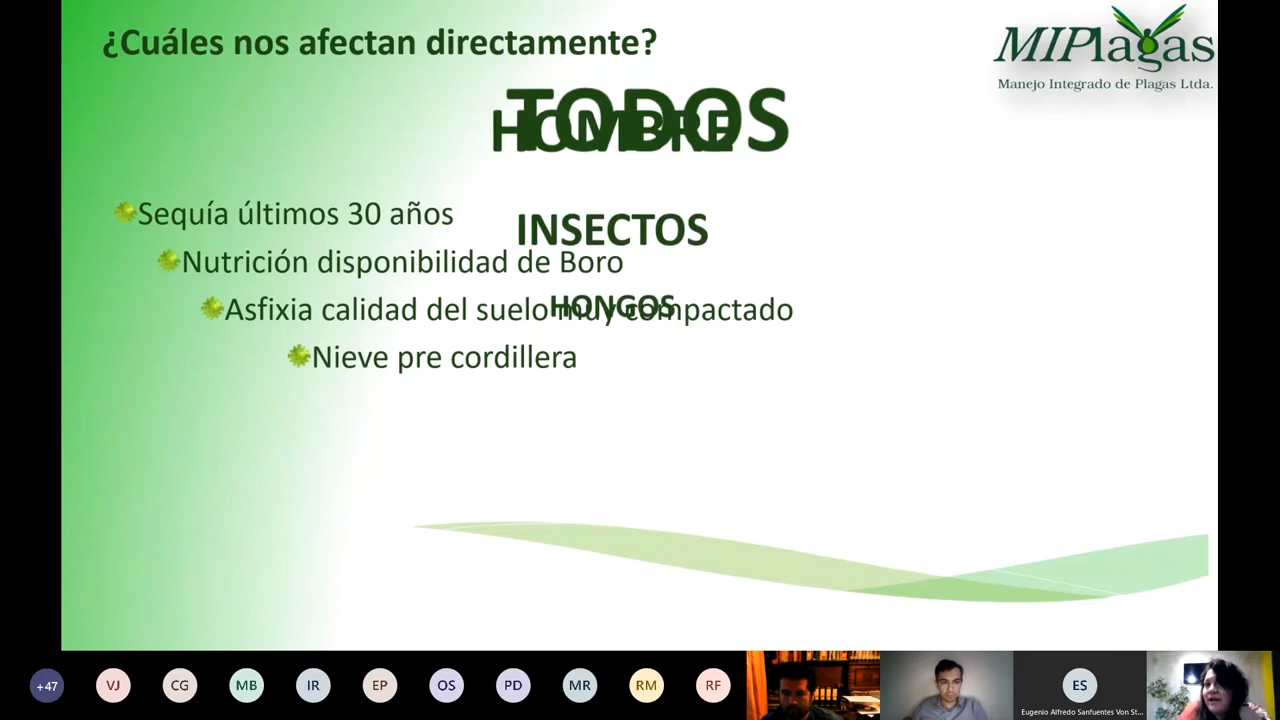 ¿Cuáles nos afectan directamente?
MIPlagas
Manejo Integrado de Plagas Ltda.
TODOS
HOMBRE
Sequía últimos 30 años
INSECTOS
Nutrición disponibilidad de Boro
HONGOS
Asfixia calidad del suelo muy compactado
Nieve pre cordillera
+47
VJ
CG
MB
IR
EP
OS
PD
MR
RM
RF
ES
Eugenio Alfredo Sanfuentes Von St...